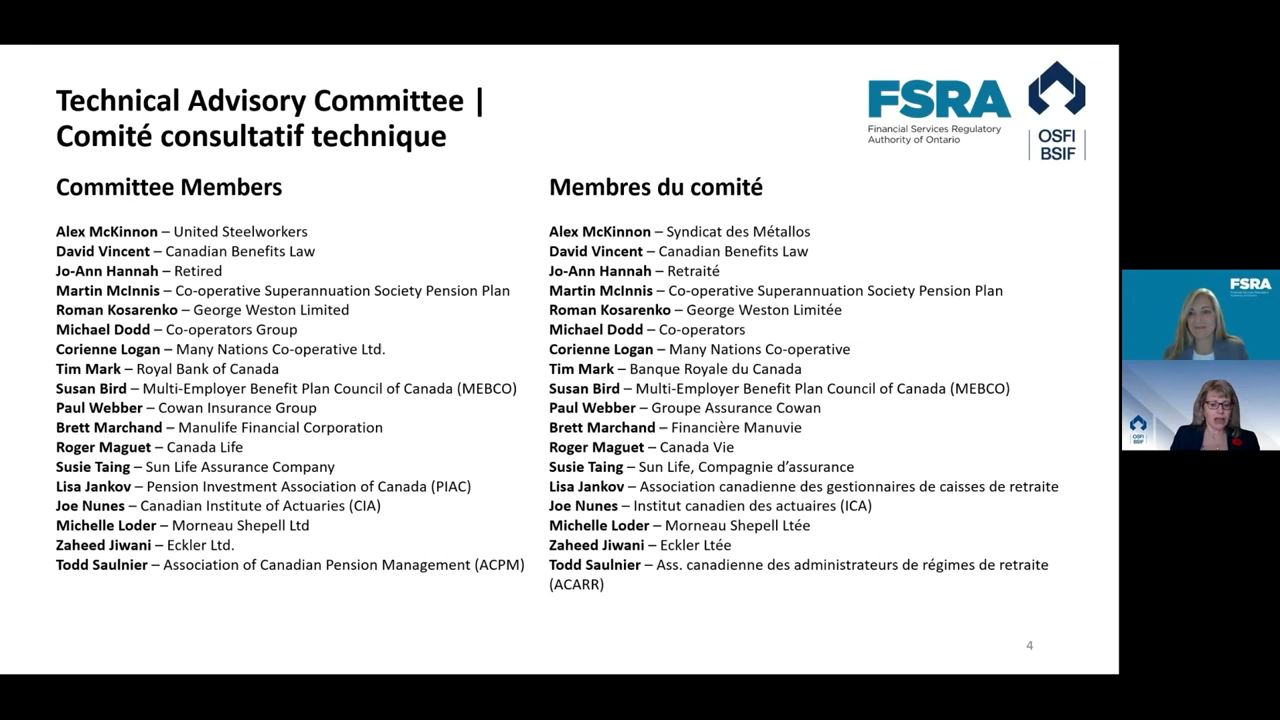 Technical Advisory Committee |
Comité consultatif technique
FSRA
Financial Services Regulatory
Authority of Ontario
OSFI
BSIF
Committee Members
Alex McKinnon – United Steelworkers
David Vincent – Canadian Benefits Law
Jo-Ann Hannah – Retired
Martin McInnis – Co-operative Superannuation Society Pension Plan
Roman Kosarenko – George Weston Limited
Michael Dodd – Co-operators Group
Corienne Logan – Many Nations Co-operative Ltd.
Tim Mark – Royal Bank of Canada
Susan Bird – Multi-Employer Benefit Plan Council of Canada (MEBCO)
Paul Webber – Cowan Insurance Group
Brett Marchand – Manulife Financial Corporation
Roger Maguet – Canada Life
Susie Taing – Sun Life Assurance Company
Lisa Jankov – Pension Investment Association of Canada (PIAC)
Joe Nunes – Canadian Institute of Actuaries (CIA)
Michelle Loder – Morneau Shepell Ltd
Zaheed Jiwani – Eckler Ltd.
Todd Saulnier – Association of Canadian Pension Management (ACPM)
Membres du comité
Alex McKinnon – Syndicat des Métallos
David Vincent – Canadian Benefits Law
Jo-Ann Hannah – Retraité
Martin McInnis – Co-operative Superannuation Society Pension Plan
Roman Kosarenko – George Weston Limitée
Michael Dodd – Co-operators
Corienne Logan – Many Nations Co-operative
Tim Mark – Banque Royale du Canada
Susan Bird – Multi-Employer Benefit Plan Council of Canada (MEBCO)
Paul Webber – Groupe Assurance Cowan
Brett Marchand – Financière Manuvie
Roger Maguet – Canada Vie
Susie Taing – Sun Life, Compagnie d’assurance
Lisa Jankov – Association canadienne des gestionnaires de caisses de retraite
Joe Nunes – Institut canadien des actuaires (ICA)
Michelle Loder – Morneau Shepell Ltée
Zaheed Jiwani – Eckler Ltée
Todd Saulnier – Ass. canadienne des administrateurs de régimes de retraite
(ACARR)
4
FSRA
OSFI
BSIF